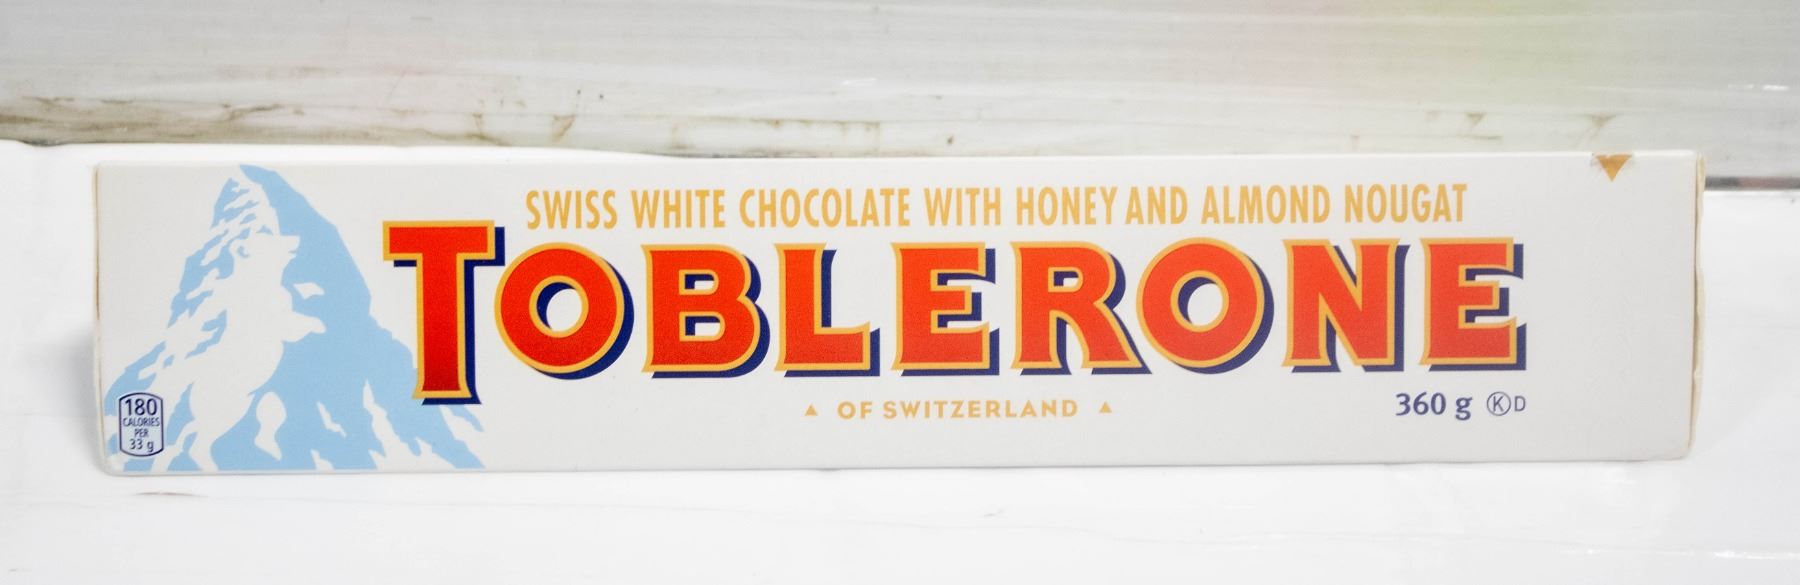 SWISS WHITE CHOCOLATE WITH HONEY AND ALMOND NOUGAT
TOBLERONE
OF SWITZERLAND
360 g KD
180
CALORIES
PER
33 g